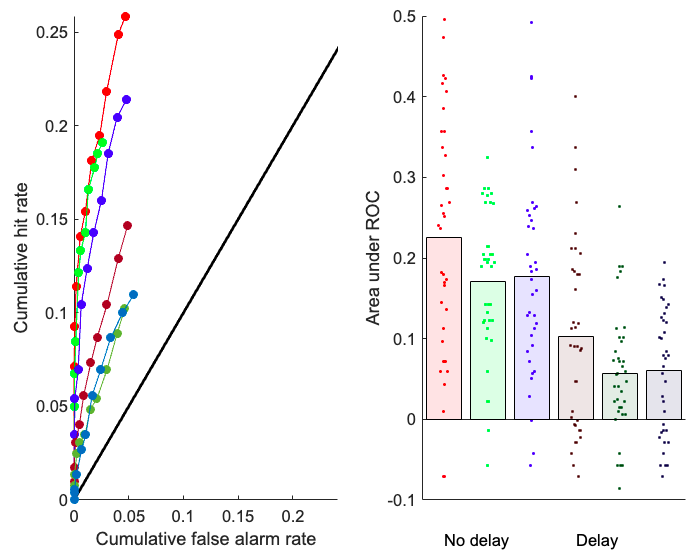 0.25
0.2
0.15
0.1
0.05
0
0 0.05 0.1 0.15 0.2
Cumulative hit rate
Cumulative false alarm rate
0.5
0.4
0.3
0.2
0.1
0
-0.1
Area under ROC
No delay Delay